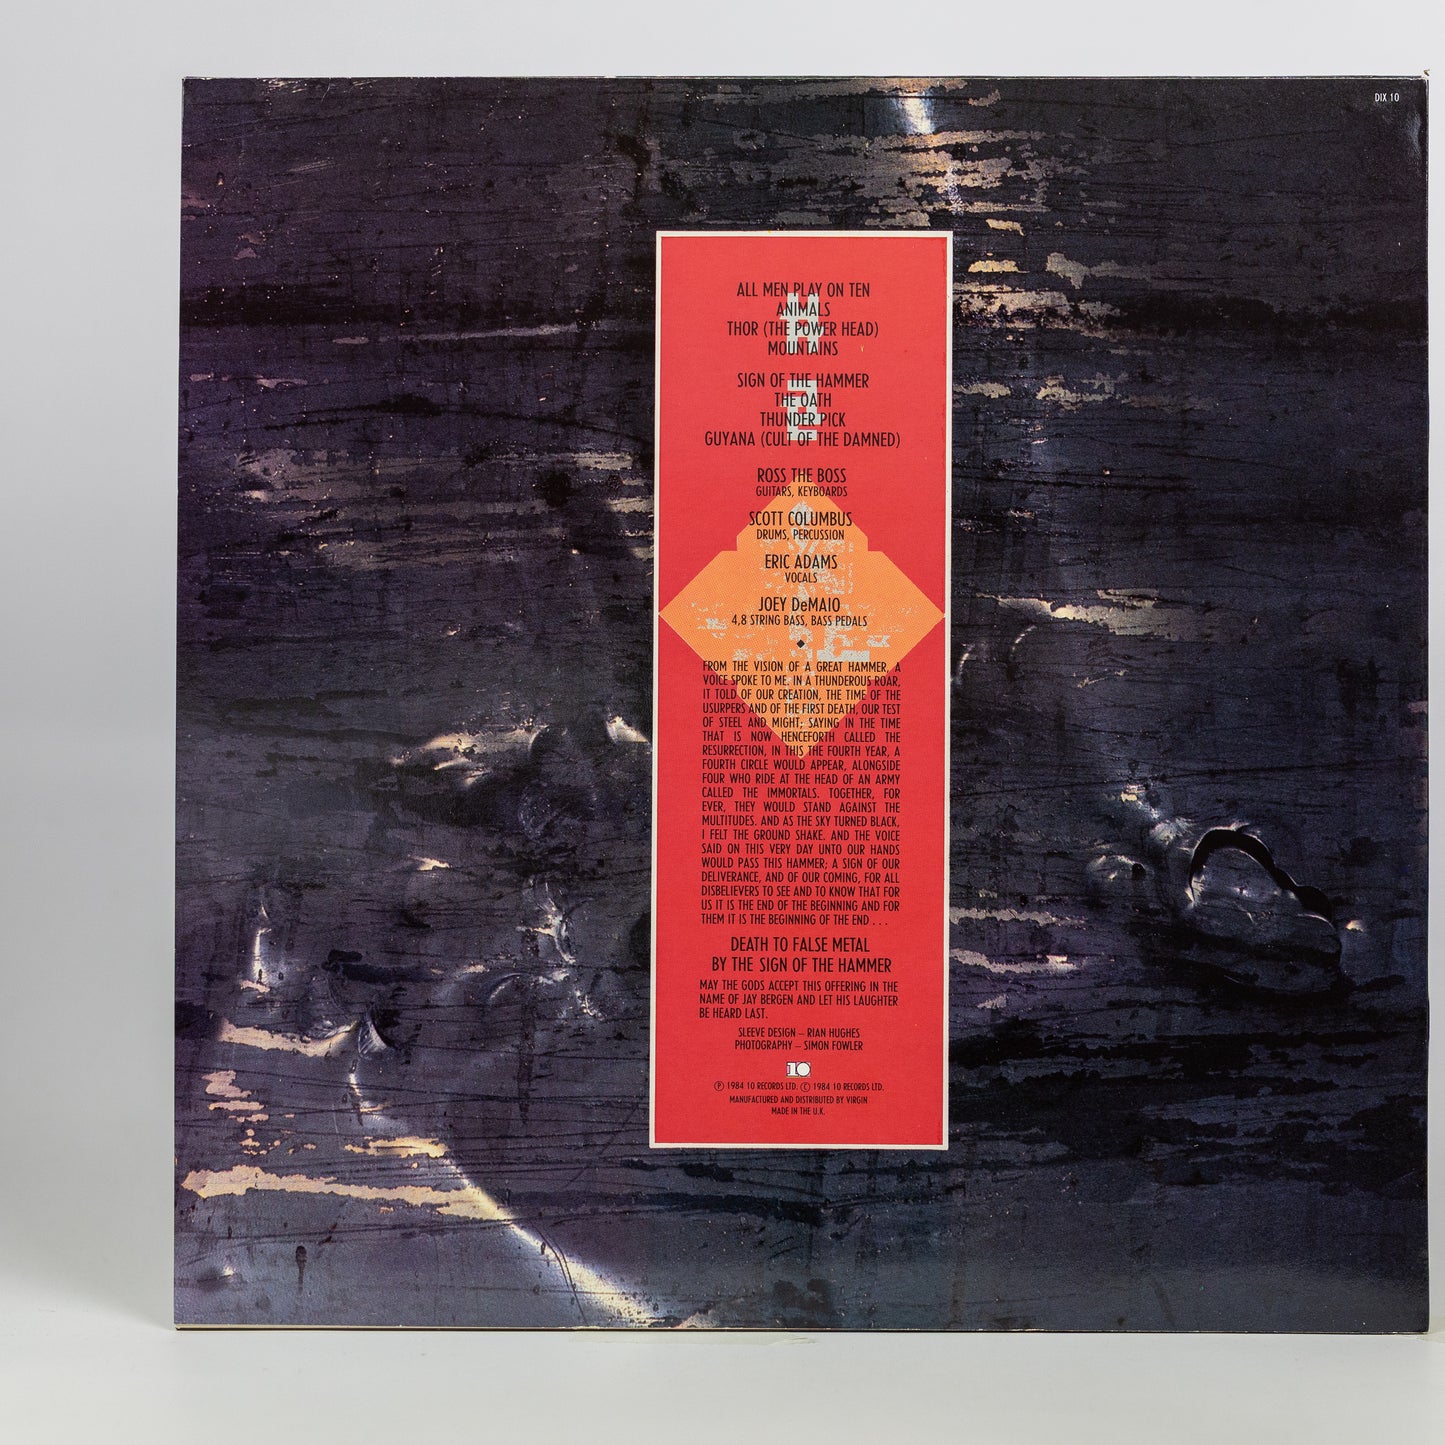 DIX 10
ALL MEN PLAY ON TEN
ANIMALS
THOR (THE POWER HEAD)
MOUNTAINS
SIGN OF THE HAMMER
THE OATH
THUNDER PICK
GUYANA (CULT OF THE DAMNED)
ROSS THE BOSS
GUITARS, KEYBOARDS
SCOTT COLUMBUS
DRUMS, PERCUSSION
ERIC ADAMS
VOCALS
JOEY DeMAIO
4,8 STRING BASS, BASS PEDALS
FROM THE VISION OF A GREAT HAMMER, A
VOICE SPOKE TO ME. IN A THUNDEROUS ROAR,
IT TOLD OF OUR CREATION, THE TIME OF THE
USURPERS AND OF THE FIRST DEATH, OUR TEST
OF STEEL AND MIGHT; SAYING IN THE TIME
THAT IS NOW HENCEFORTH CALLED THE
RESURRECTION, IN THIS THE FOURTH YEAR, A
FOURTH CIRCLE WOULD APPEAR, ALONGSIDE
FOUR WHO RIDE AT THE HEAD OF AN ARMY
CALLED THE IMMORTALS. TOGETHER, FOR
EVER, THEY WOULD STAND AGAINST THE
MULTITUDES. AND AS THE SKY TURNED BLACK,
I FELT THE GROUND SHAKE. AND THE VOICE
SAID ON THIS VERY DAY UNTO OUR HANDS
WOULD PASS THIS HAMMER; A SIGN OF OUR
DELIVERANCE, AND OF OUR COMING, FOR ALL
DISBELIEVERS TO SEE AND TO KNOW THAT FOR
US IT IS THE END OF THE BEGINNING AND FOR
THEM IT IS THE BEGINNING OF THE END . . .
DEATH TO FALSE METAL
BY THE SIGN OF THE HAMMER
MAY THE GODS ACCEPT THIS OFFERING IN THE
NAME OF JAY BERGEN AND LET HIS LAUGHTER
BE HEARD LAST.
SLEEVE DESIGN – RIAN HUGHES
PHOTOGRAPHY – SIMON FOWLER
10
Ⓟ 1984 10 RECORDS LTD. © 1984 10 RECORDS LTD.
MANUFACTURED AND DISTRIBUTED BY VIRGIN
MADE IN THE U.K.